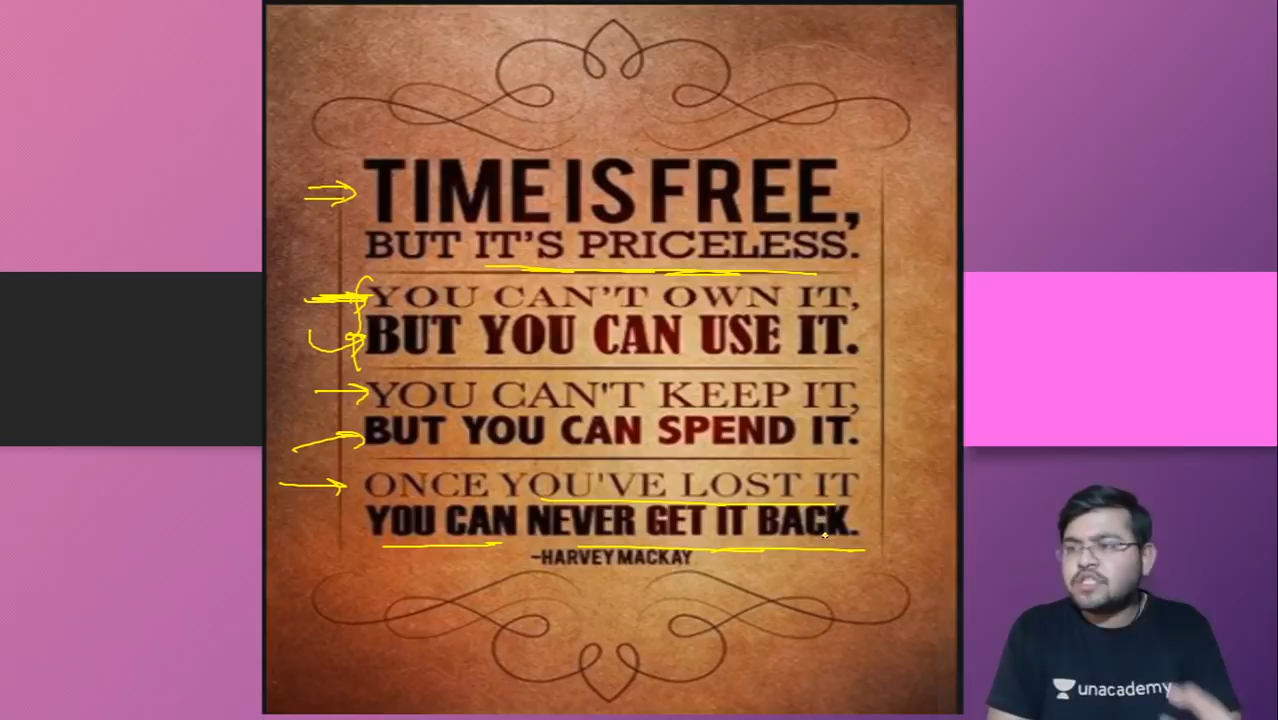 TIME IS FREE,
BUT IT'S PRICELESS.
YOU CAN'T OWN IT,
BUT YOU CAN USE IT.
YOU CAN'T KEEP IT,
BUT YOU CAN SPEND IT.
ONCE YOU'VE LOST IT
YOU CAN NEVER GET IT BACK.
-HARVEY MACKAY
unacademy